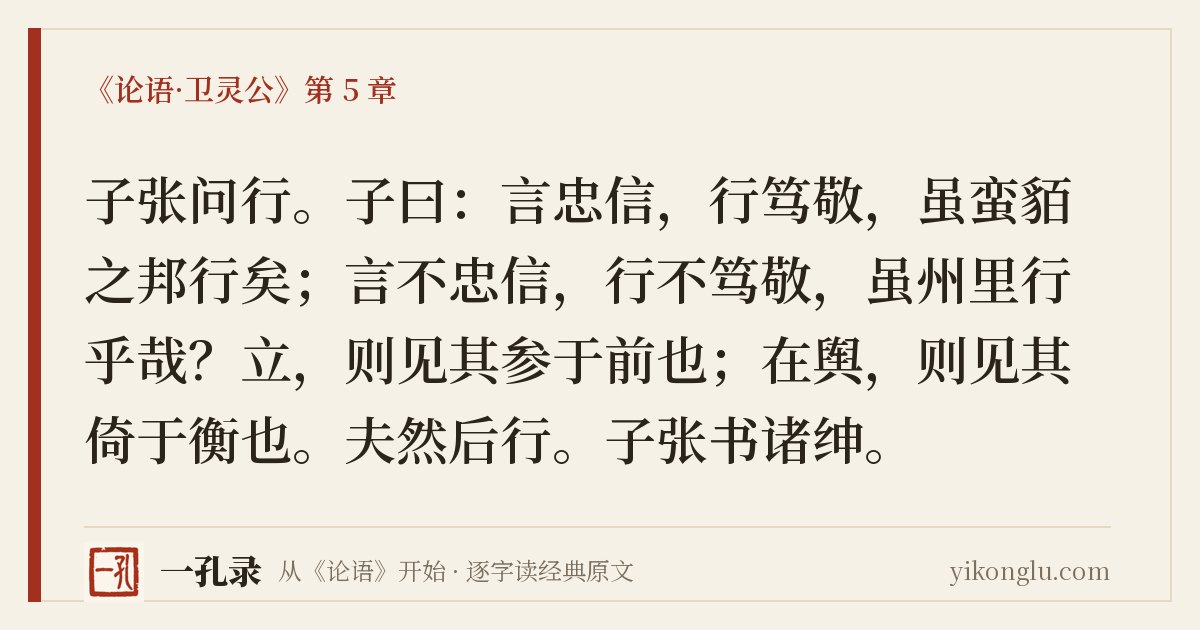 《论语·卫灵公》第 5 章
子张问行。子曰：言忠信，行笃敬，虽蛮貊
之邦行矣；言不忠信，行不笃敬，虽州里行
乎哉？立，则见其参于前也；在舆，则见其
倚于衡也。夫然后行。子张书诸绅。
一孔
一孔录 从《论语》开始 · 逐字读经典原文 yikonglu.com